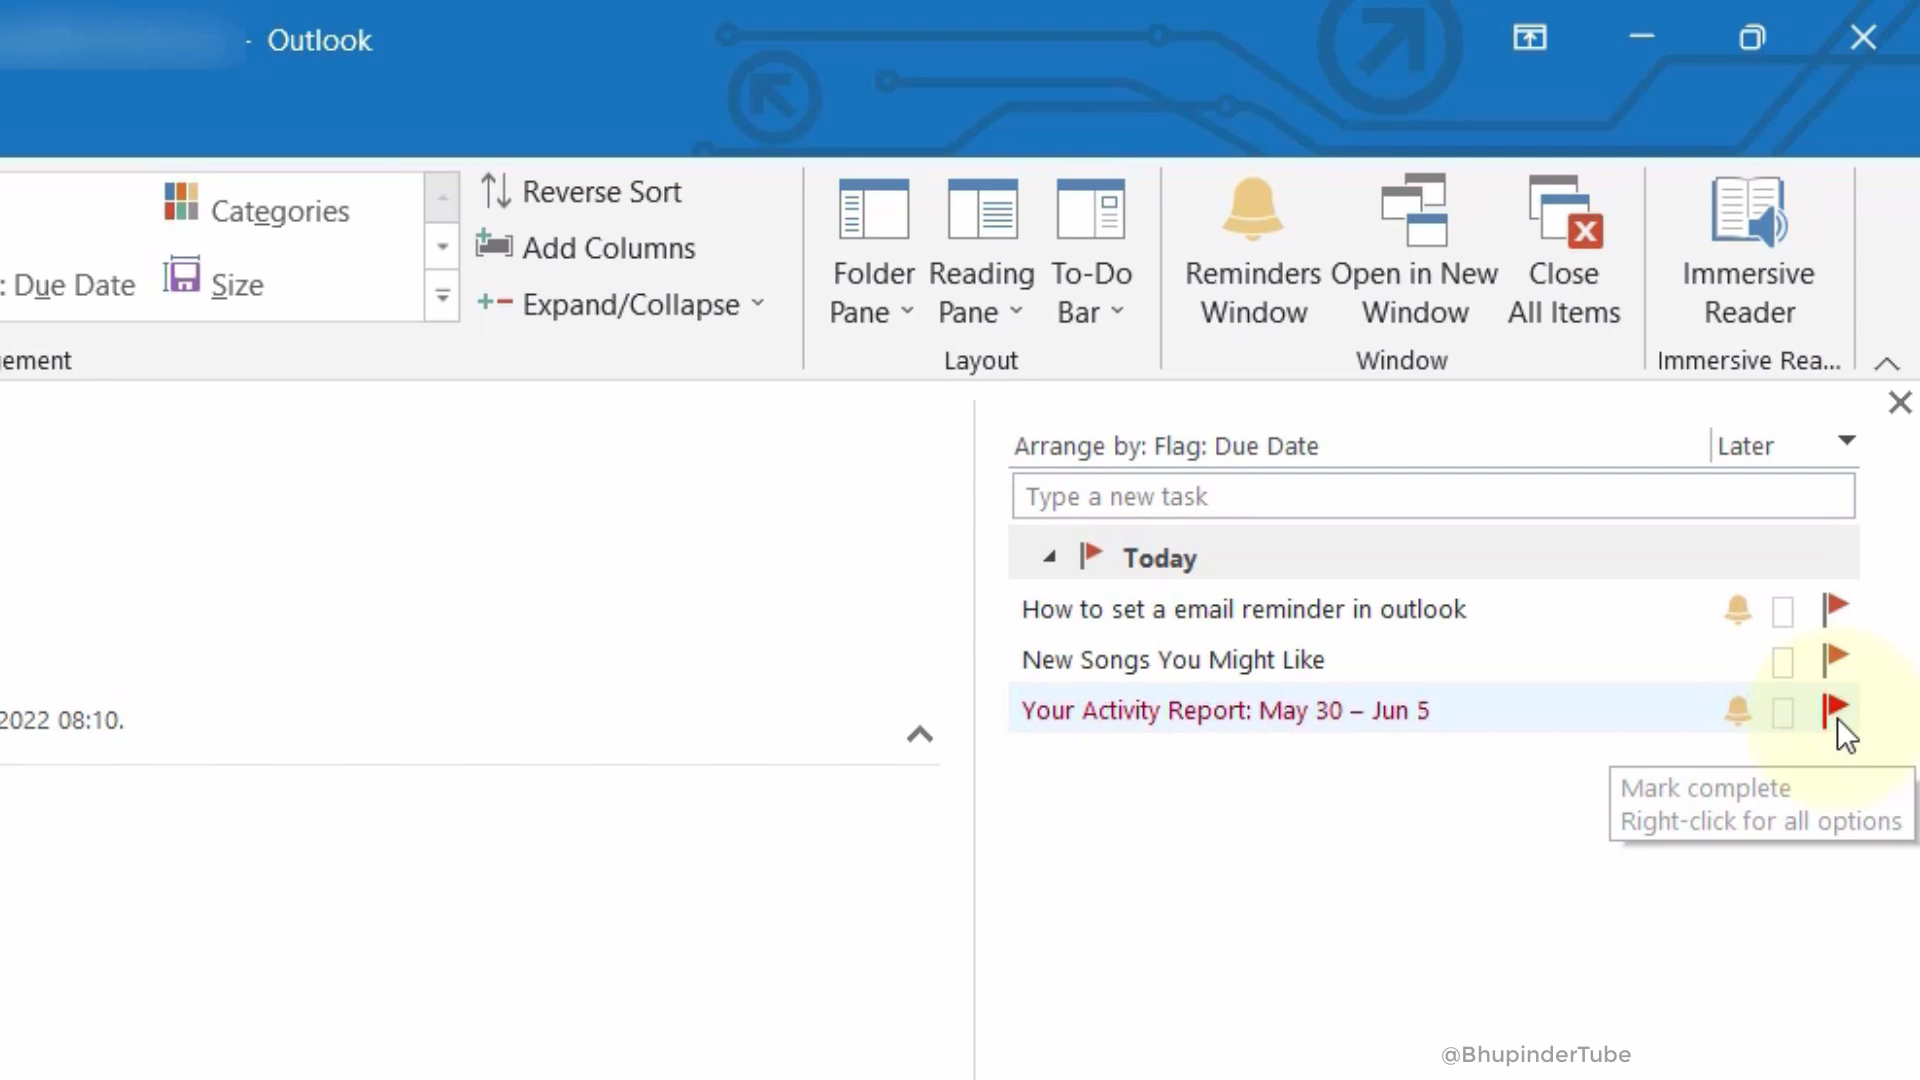 - Outlook
Categories
: Due Date
Size
Reverse Sort
Add Columns
Expand/Collapse
Folder Pane
Reading Pane
To-Do Bar
Reminders Window
Open in New Window
Close All Items
Immersive Reader
ement
Layout
Window
Immersive Rea...
Arrange by: Flag: Due Date
Later
Type a new task
Today
How to set a email reminder in outlook
New Songs You Might Like
Your Activity Report: May 30 – Jun 5
2022 08:10.
Mark complete
Right-click for all options
@BhupinderTube